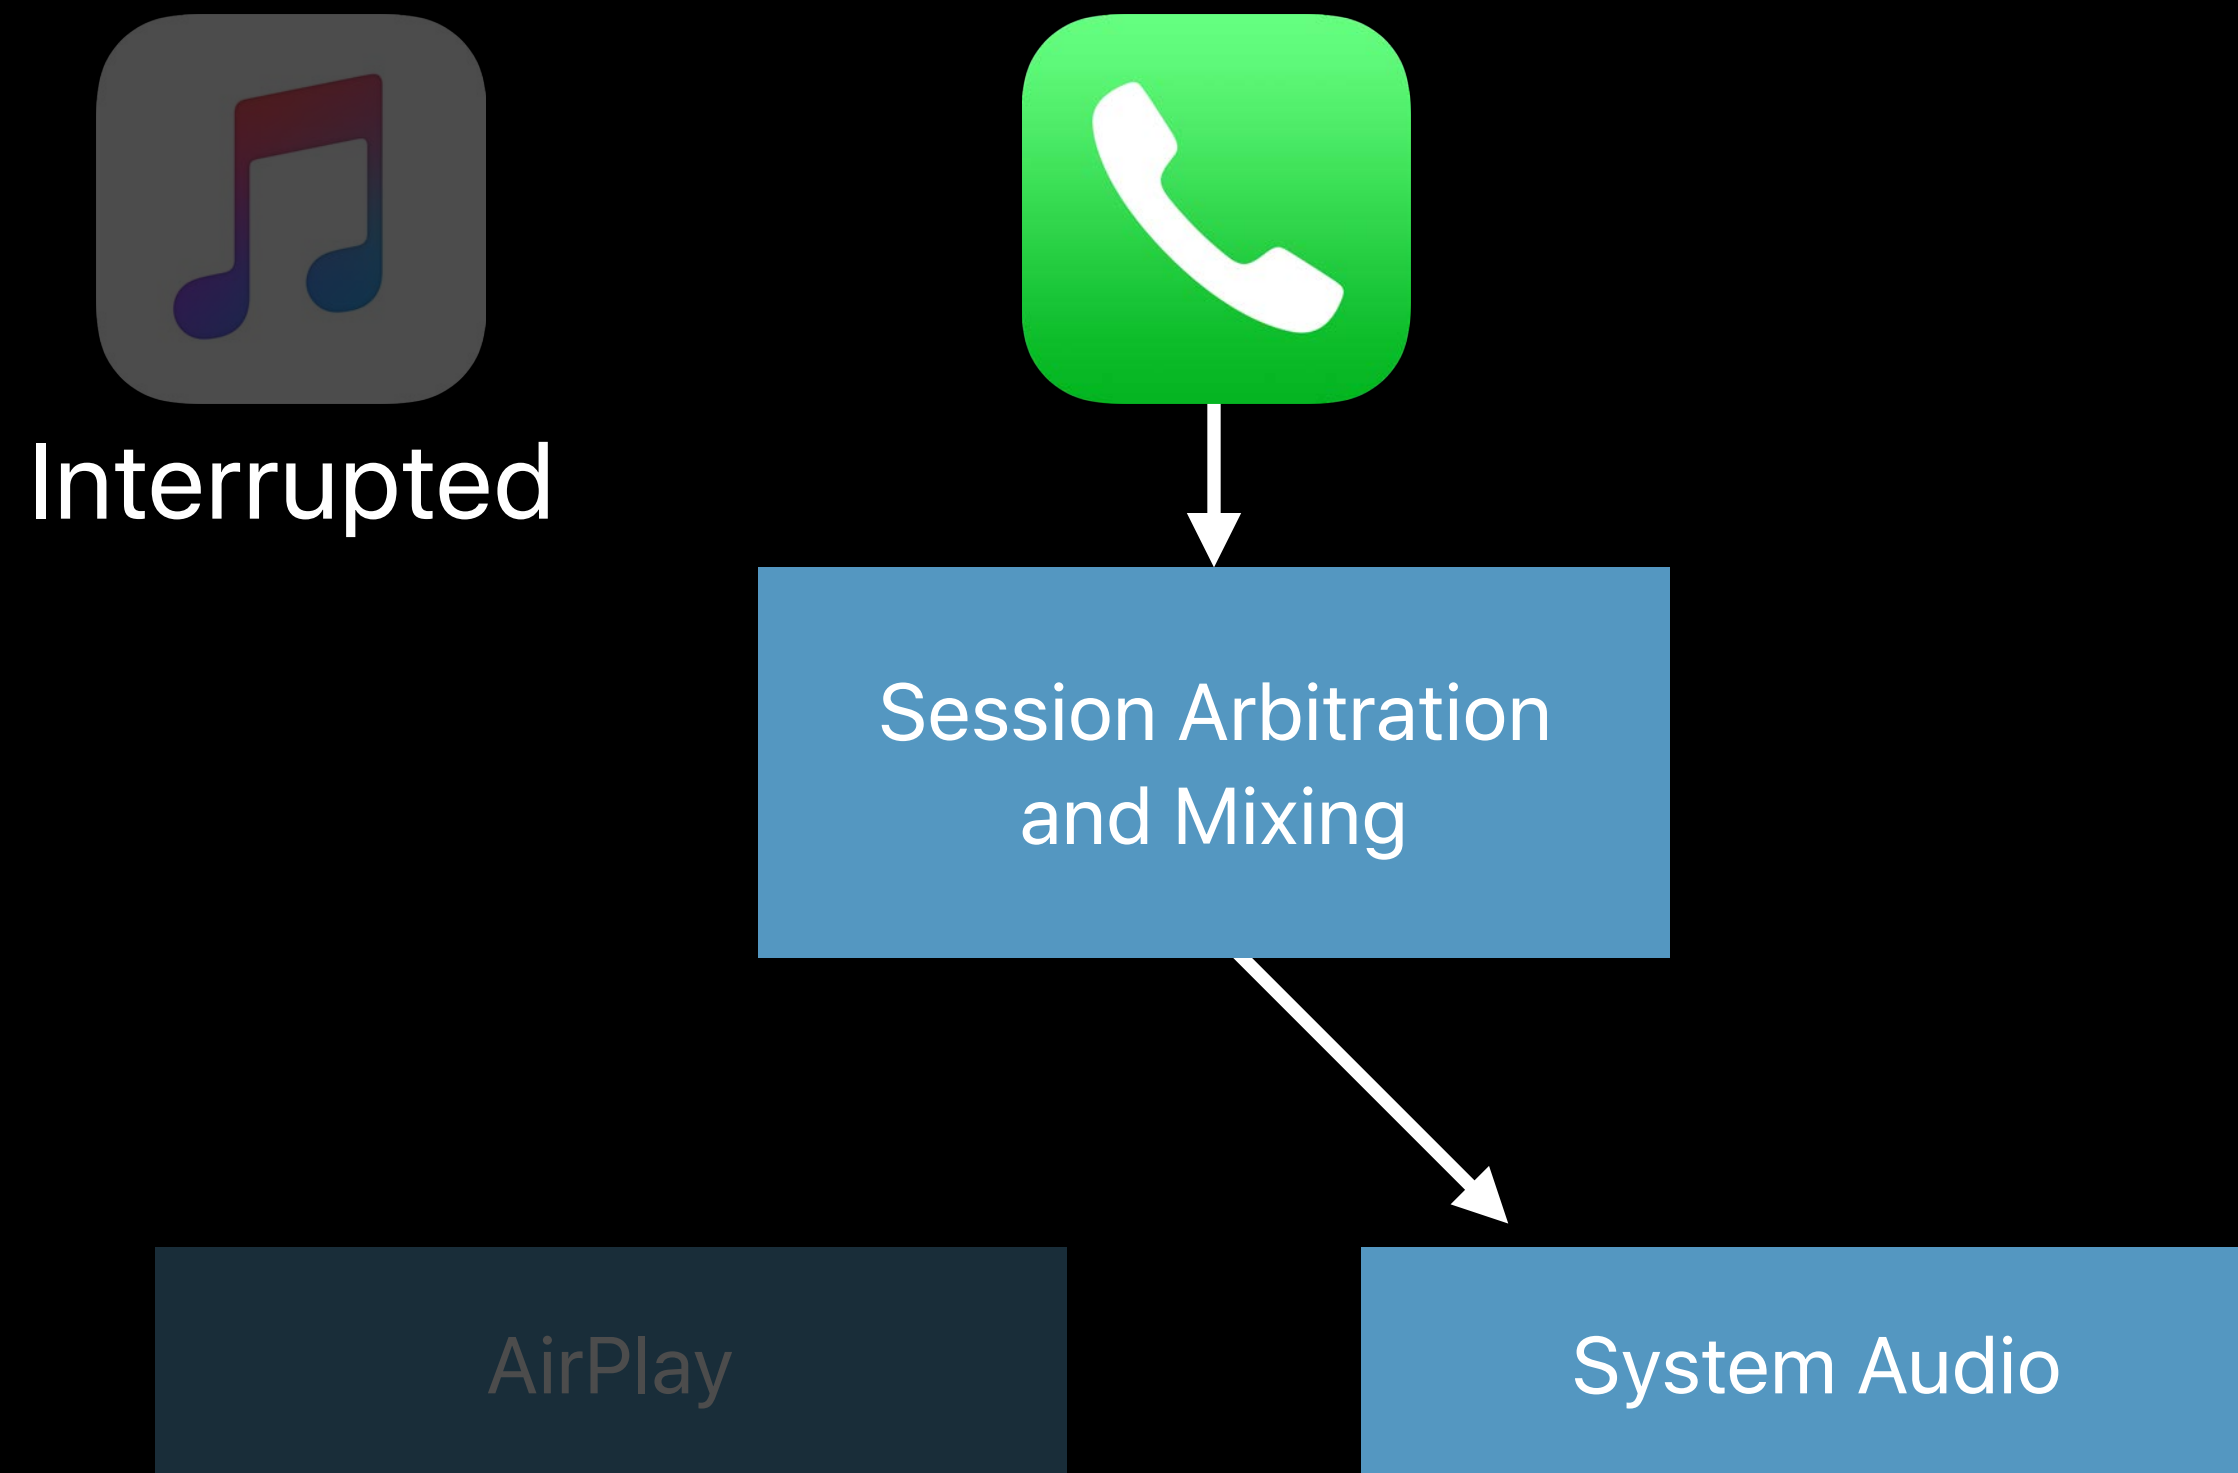 Interrupted
Session Arbitration
and Mixing
AirPlay
System Audio